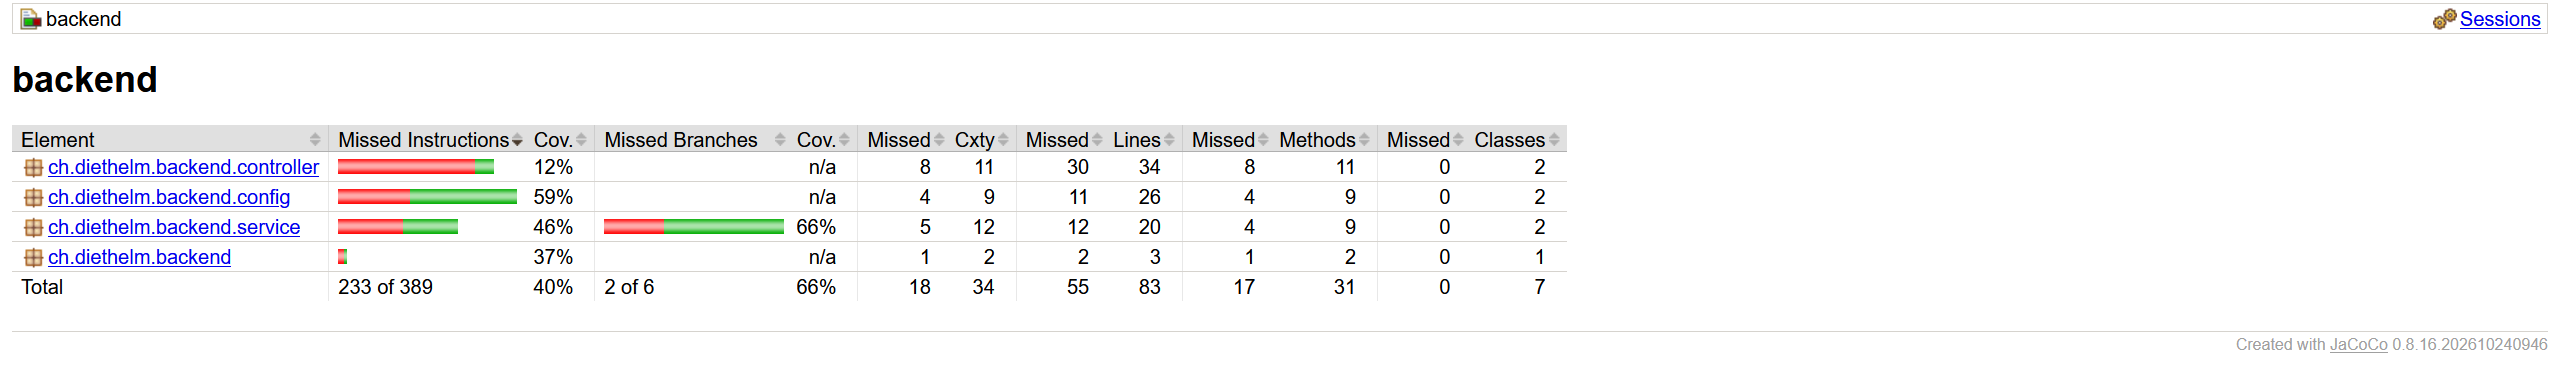 backend Sessions
backend
Element Missed Instructions Cov. Missed Branches Cov. Missed Cxty Missed Lines Missed Methods Missed Classes
ch.diethelm.backend.controller 12% n/a 8 11 30 34 8 11 0 2
ch.diethelm.backend.config 59% n/a 4 9 11 26 4 9 0 2
ch.diethelm.backend.service 46% 66% 5 12 12 20 4 9 0 2
ch.diethelm.backend 37% n/a 1 2 2 3 1 2 0 1
Total 233 of 389 40% 2 of 6 66% 18 34 55 83 17 31 0 7
Created with JaCoCo 0.8.16.202610240946